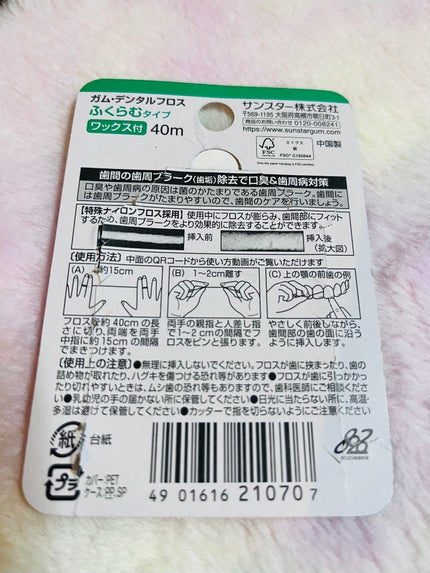 ガム・デンタルフロス
ふくらむタイプ
ワックス付 40m
サンスター株式会社
〒569-1195 大阪府高槻市朝日町3-1
商品のお問い合わせ 0120-008241
https://www.sunstargum.com
FSC
ミックス
紙
FSC® C150644
中国製
歯間の歯周プラーク(歯垢)除去で口臭&歯周病対策
口臭や歯周病の原因は菌のかたまりである歯周プラーク。歯間に
は歯周プラークがたまりやすいので、歯間のケアを行いましょう。
【特殊ナイロンフロス採用】使用中にフロスが膨らみ、歯間部にフィット
するため、歯周プラークをより効果的に除去することができます。
挿入前
挿入後
(拡大図)
【使用方法】中面のQRコードから使い方動画がご覧いただけます
(A) 約15cm
(B) 1〜2cm離す
(C) 上の顎の前歯の例
フロスを約40cmの長
さに切り、両端を両手
中指に約15cmの間隔
でまきつけます。
両手の親指と人差し指
で1〜2cmの間隔でフ
ロスをピンと張ります。
やさしく前後しながら、
歯間部の歯の面に沿う
ように挿入します。
【使用上の注意】●無理に挿入しないでください。フロスが歯に挟まったり、歯の
詰め物が取れたり、ハグキを傷つける恐れ等があります●フロスが歯に引っかかっ
たり切れやすいときは、ムシ歯の恐れ等もありますので、歯科医師にご相談くださ
い●乳幼児の手の届かない所に保管してください●日光に当たらない所に、高温・
多湿は避けて保管してください●カッターで指を切らないようにご注意ください
紙 台紙
プラ
カバー:PET
ケース:PP,SP
4 901616 210707